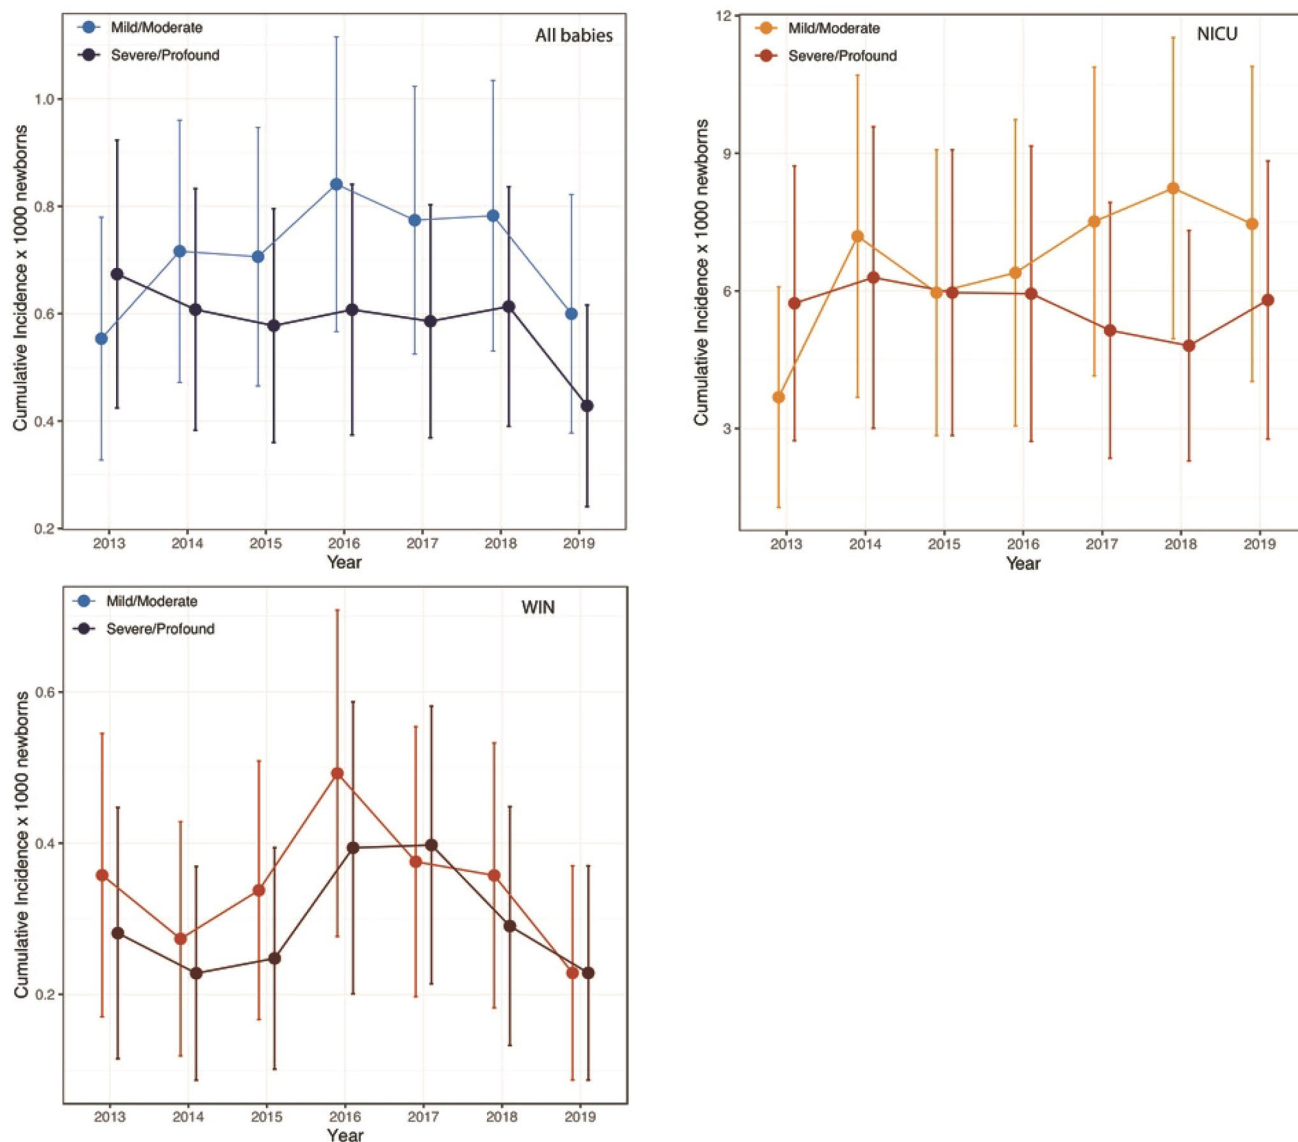 Mild/Moderate
Severe/Profound
All babies
Cumulative Incidence x 1000 newborns
1.0
0.8
0.6
0.4
0.2
2013 2014 2015 2016 2017 2018 2019
Year
Mild/Moderate
Severe/Profound
NICU
Cumulative Incidence x 1000 newborns
12
9
6
3
2013 2014 2015 2016 2017 2018 2019
Year
Mild/Moderate
Severe/Profound
WIN
Cumulative Incidence x 1000 newborns
0.6
0.4
0.2
2013 2014 2015 2016 2017 2018 2019
Year